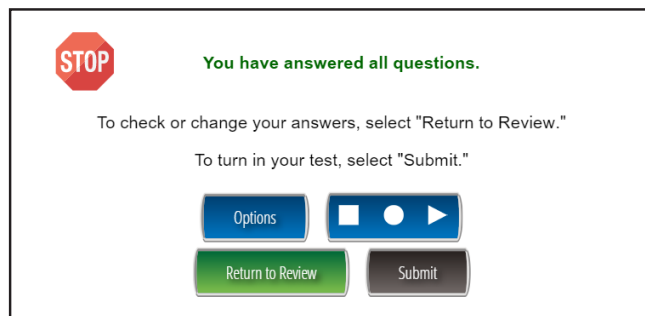 STOP
You have answered all questions.
To check or change your answers, select "Return to Review."
To turn in your test, select "Submit."
Options
Return to Review
Submit